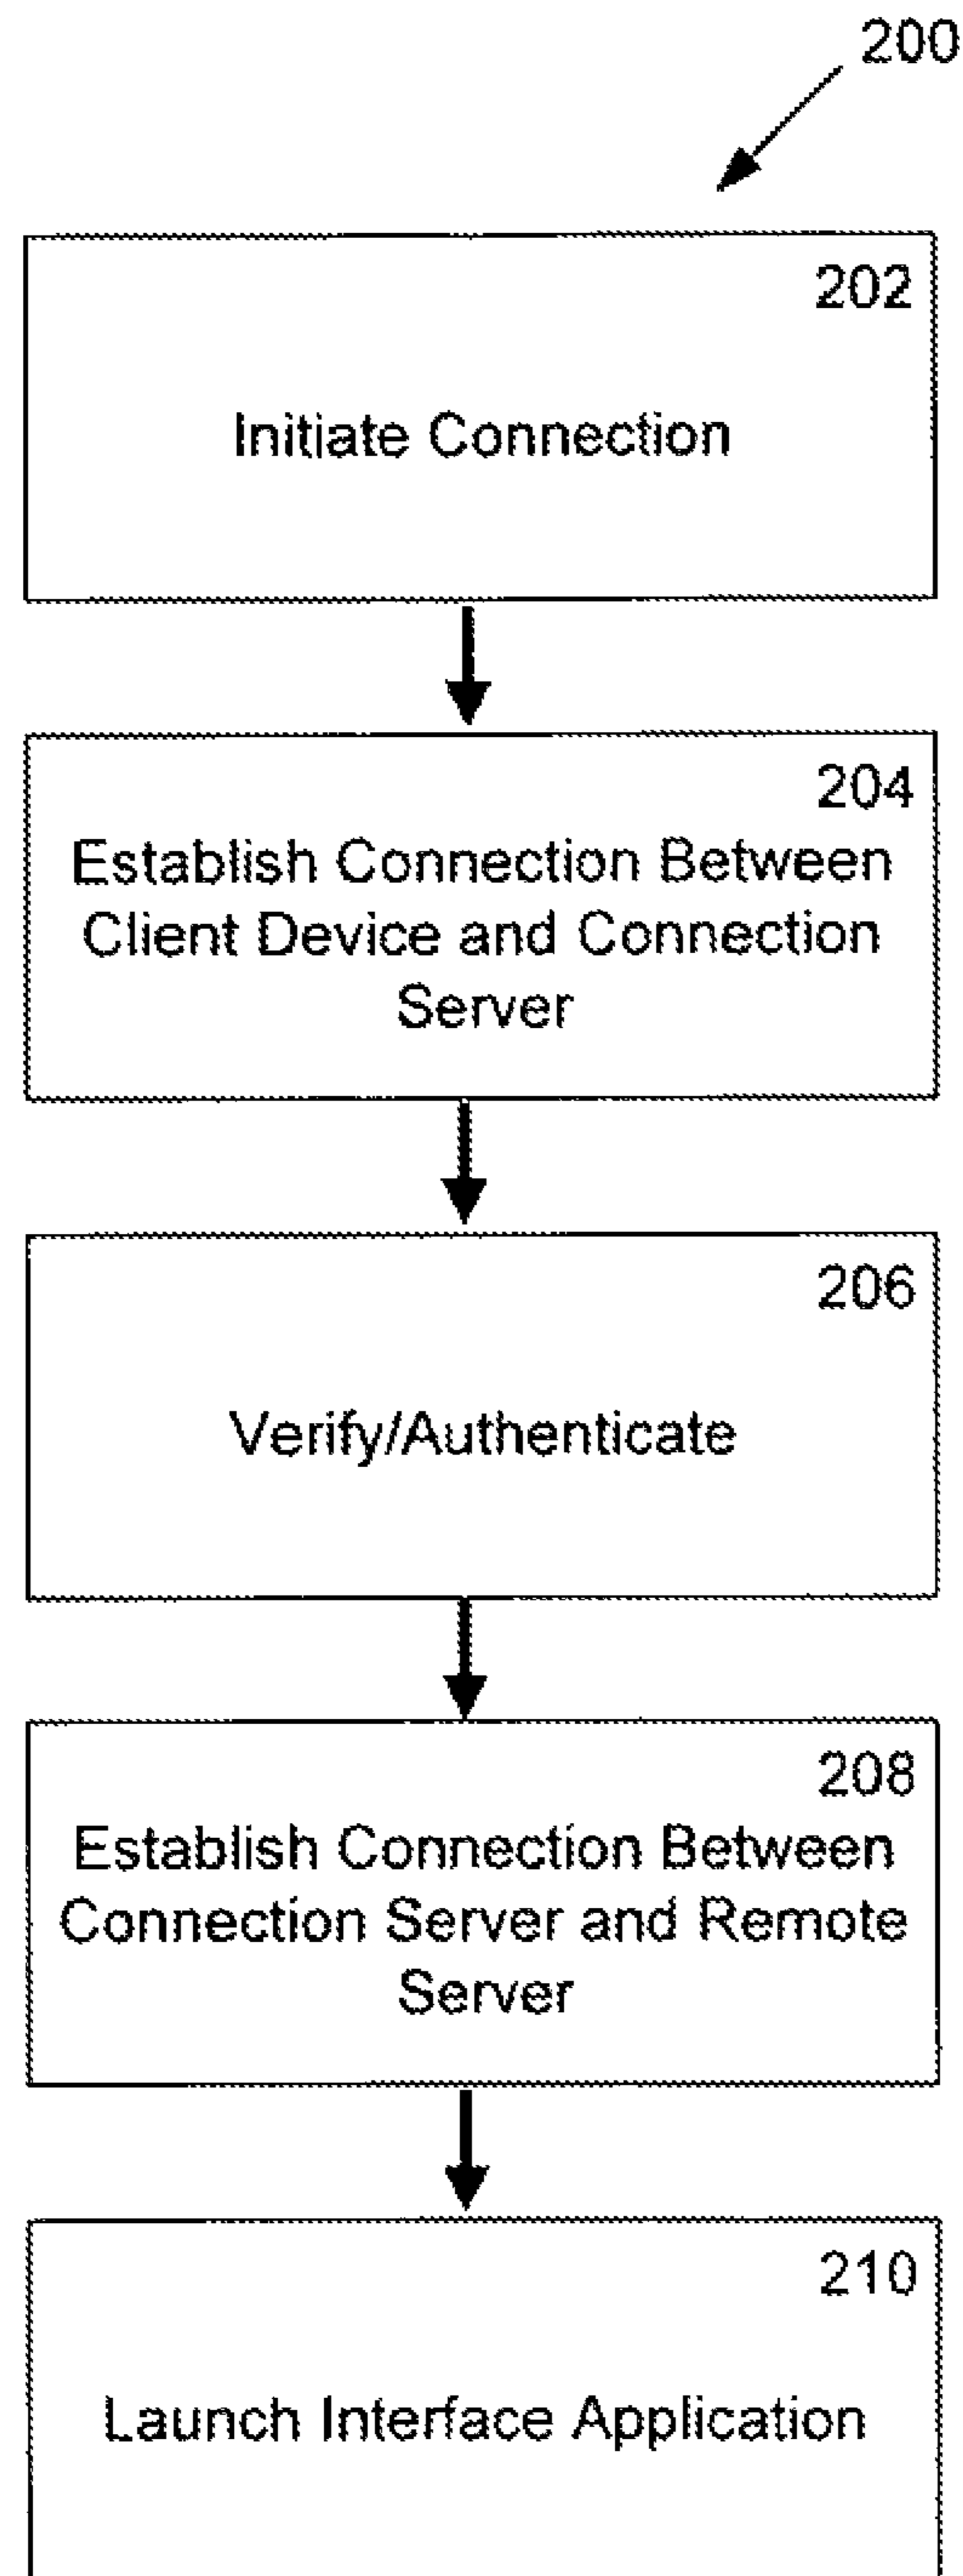 200
202
Initiate Connection
204
Establish Connection Between
Client Device and Connection
Server
206
Verify/Authenticate
208
Establish Connection Between
Connection Server and Remote
Server
210
Launch Interface Application